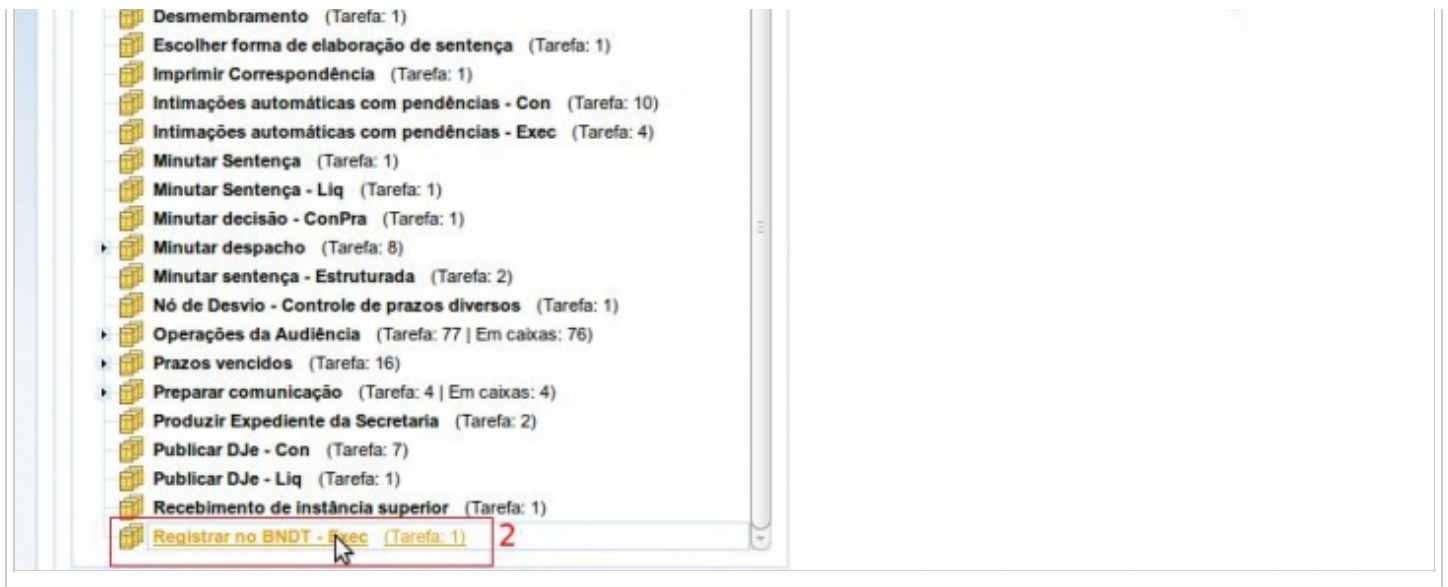 Desmembramento (Tarefa: 1)
Escolher forma de elaboração de sentença (Tarefa: 1)
Imprimir Correspondência (Tarefa: 1)
Intimações automáticas com pendências - Con (Tarefa: 10)
Intimações automáticas com pendências - Exec (Tarefa: 4)
Minutar Sentença (Tarefa: 1)
Minutar Sentença - Liq (Tarefa: 1)
Minutar decisão - ConPra (Tarefa: 1)
Minutar despacho (Tarefa: 8)
Minutar sentença - Estruturada (Tarefa: 2)
Nó de Desvio - Controle de prazos diversos (Tarefa: 1)
Operações da Audiência (Tarefa: 77 | Em caixas: 76)
Prazos vencidos (Tarefa: 16)
Preparar comunicação (Tarefa: 4 | Em caixas: 4)
Produzir Expediente da Secretaria (Tarefa: 2)
Publicar DJe - Con (Tarefa: 7)
Publicar DJe - Liq (Tarefa: 1)
Recebimento de instância superior (Tarefa: 1)
Registrar no BNDT - Exec (Tarefa: 1) 2